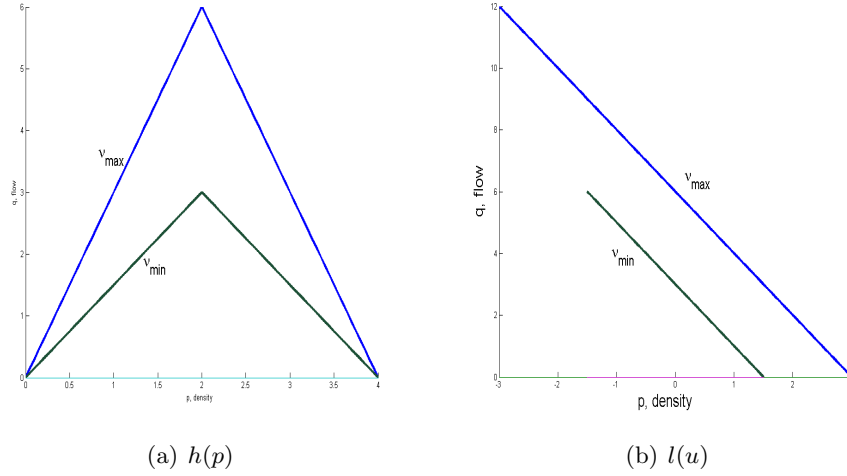 6
5
4
3
2
1
0
q, flow
ν_max
ν_min
0 0.5 1 1.5 2 2.5 3 3.5 4
p, density
(a) h(p)
12
10
8
6
4
2
0
q, flow
ν_max
ν_min
-3 -2 -1 0 1 2
p, density
(b) l(u)